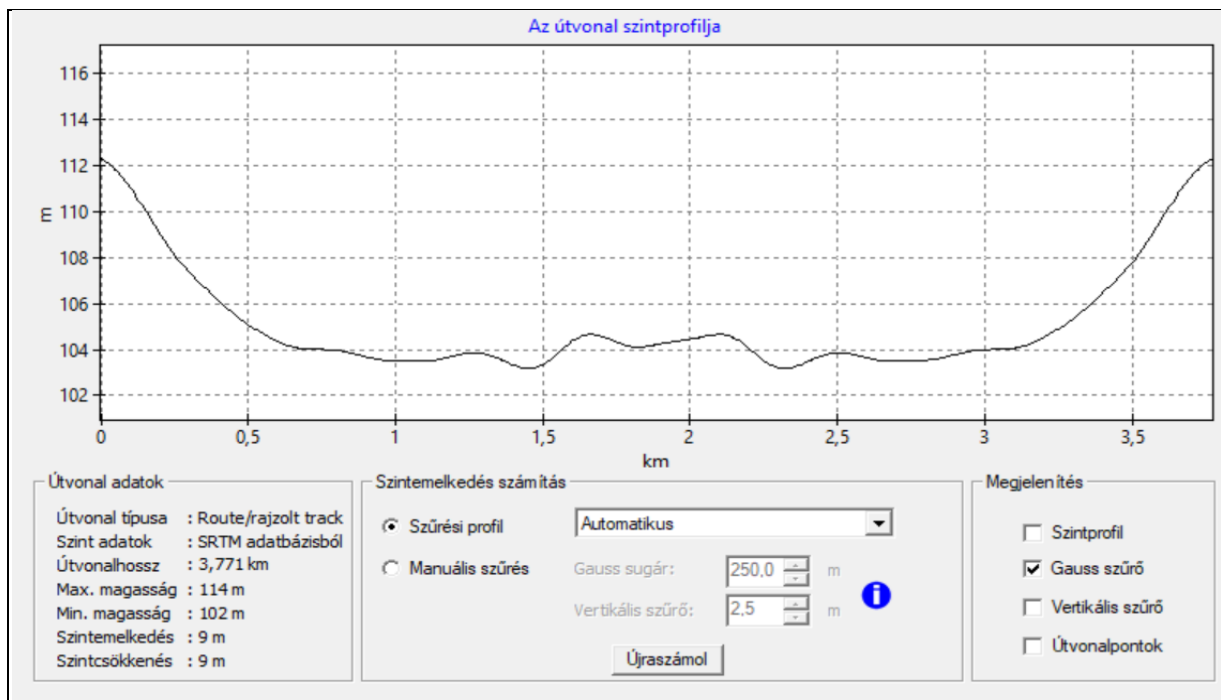 Az útvonal szintprofilja
116
114
112
110
108
106
104
102
m
0 0,5 1 1,5 2 2,5 3 3,5
km
Útvonal adatok
Útvonal típusa : Route/rajzolt track
Szint adatok : SRTM adatbázisból
Útvonalhossz : 3,771 km
Max. magasság : 114 m
Min. magasság : 102 m
Szintemelkedés : 9 m
Szintcsökkenés : 9 m
Szintemelkedés számítás
Szűrési profil Automatikus
Manuális szűrés Gauss sugár: 250,0 m
Vertikális szűrő: 2,5 m
i
Újraszámol
Megjelenítés
Szintprofil
Gauss szűrő
Vertikális szűrő
Útvonalpontok